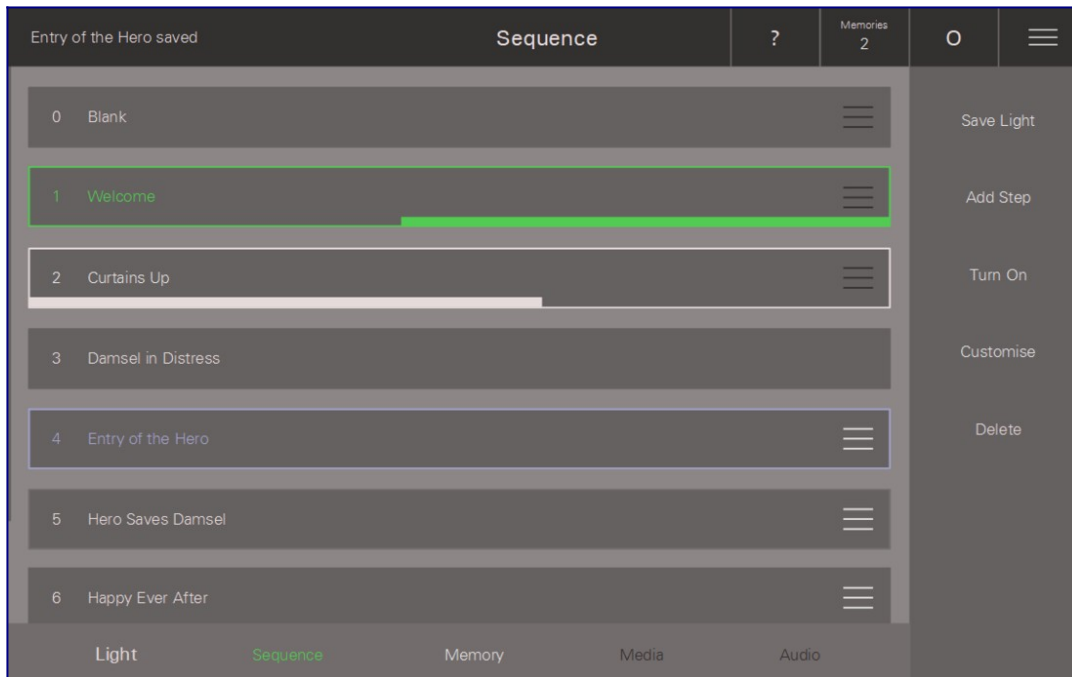 Entry of the Hero saved
Sequence
?
Memories
2
O
0 Blank
1 Welcome
2 Curtains Up
3 Damsel in Distress
4 Entry of the Hero
5 Hero Saves Damsel
6 Happy Ever After
Save Light
Add Step
Turn On
Customise
Delete
Light
Sequence
Memory
Media
Audio